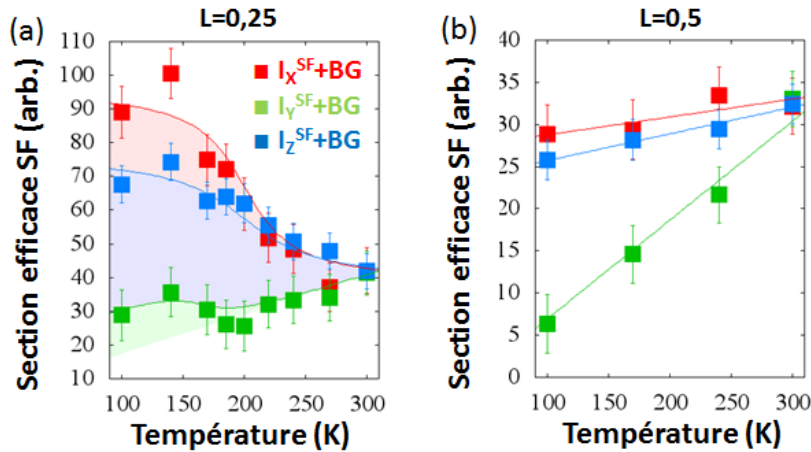 (a)
L=0,25
Section efficace SF (arb.)
110
100
90
80
70
60
50
40
30
20
10
I_X^SF+BG
I_Y^SF+BG
I_Z^SF+BG
100 150 200 250 300
Température (K)
(b)
L=0,5
Section efficace SF (arb.)
40
35
30
25
20
15
10
5
0
100 150 200 250 300
Température (K)